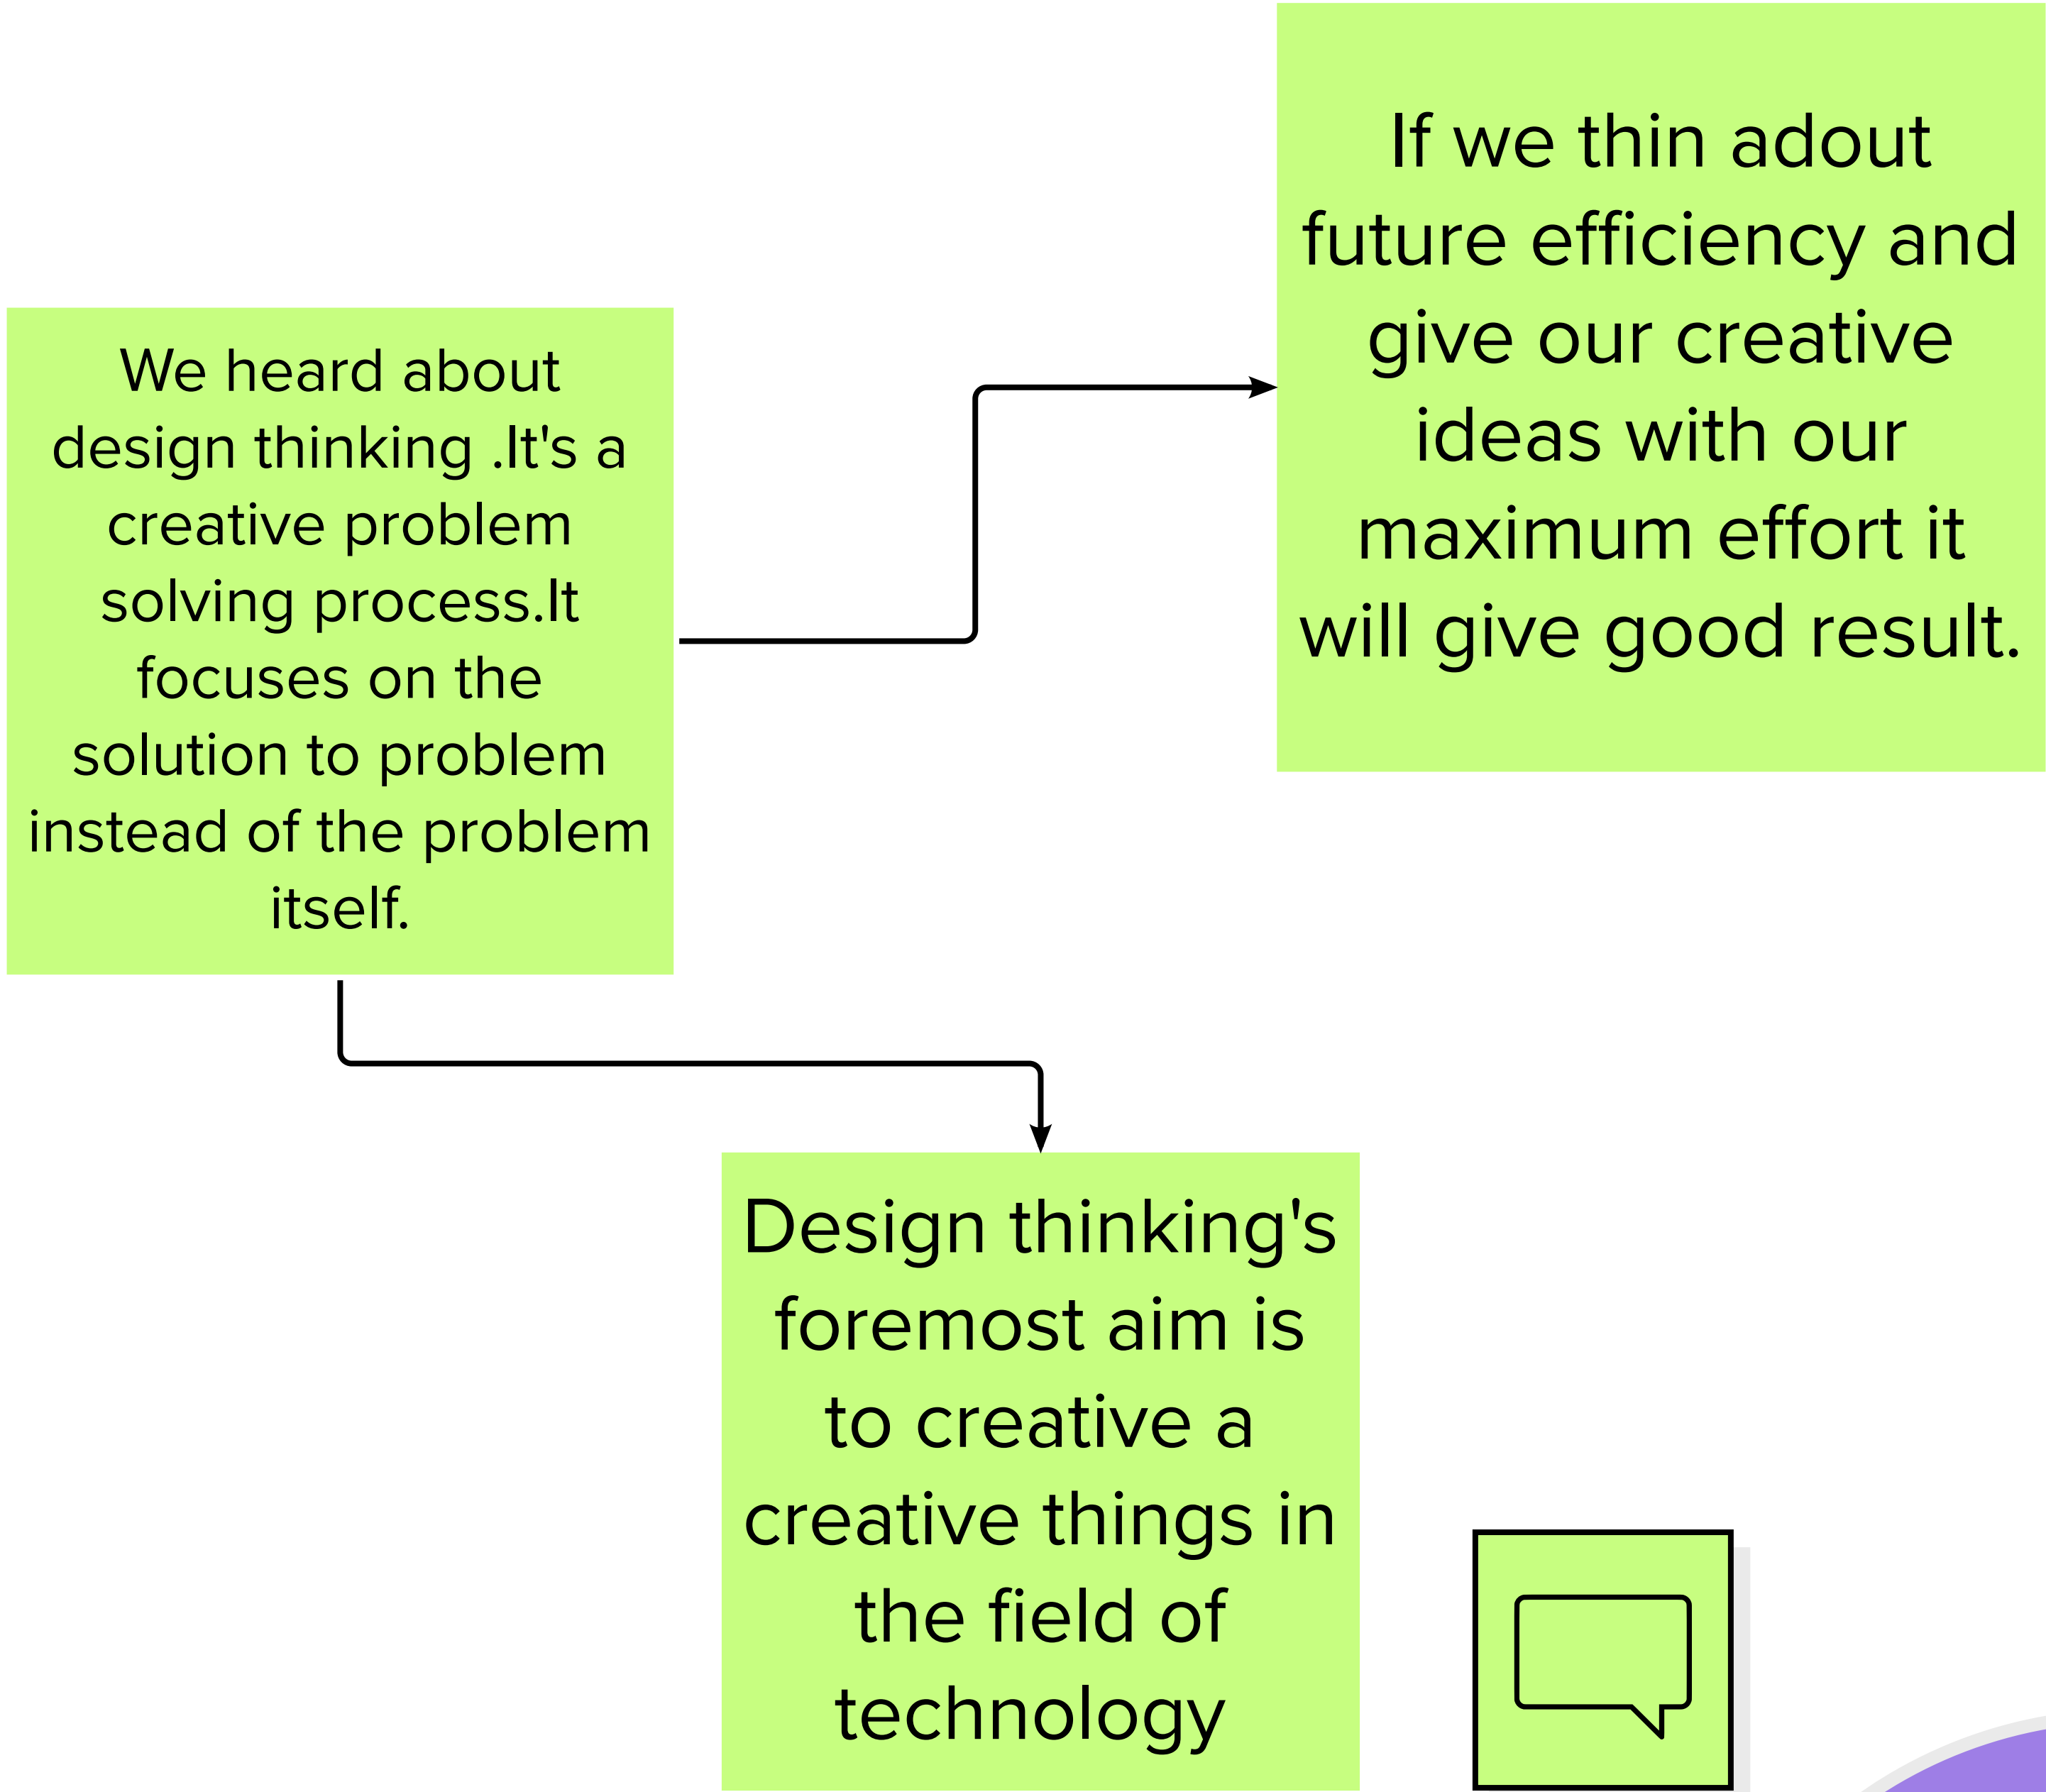 We heard about
design thinking .It's a
creative problem
solving process.It
focuses on the
solution to problem
instead of the problem
itself.
If we thin adout
future efficiency and
give our creative
ideas with our
maximum effort it
will give good result.
Design thinking's
foremost aim is
to creative a
creative things in
the field of
technology